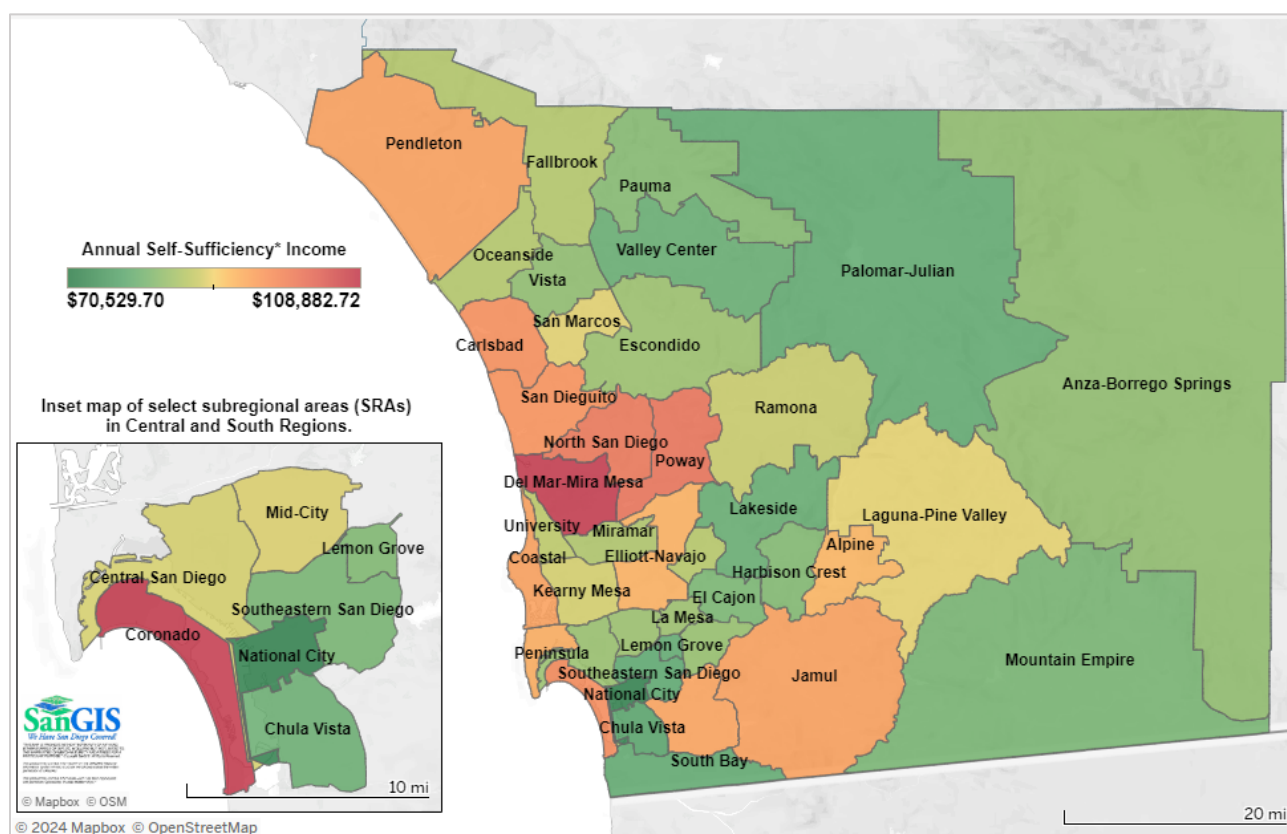 Pendleton
Fallbrook
Pauma
Annual Self-Sufficiency* Income
$70,529.70 $108,882.72
Oceanside
Valley Center
Vista
Palomar-Julian
San Marcos
Carlsbad
Escondido
Anza-Borrego Springs
San Dieguito
Ramona
North San Diego
Poway
Del Mar-Mira Mesa
Lakeside
Laguna-Pine Valley
University
Miramar
Alpine
Coastal
Elliott-Navajo
Harbison Crest
Kearny Mesa
El Cajon
La Mesa
Peninsula
Lemon Grove
Mountain Empire
Southeastern San Diego
Jamul
National City
Chula Vista
South Bay
Inset map of select subregional areas (SRAs)
in Central and South Regions.
Mid-City
Lemon Grove
Central San Diego
Southeastern San Diego
Coronado
National City
Chula Vista
SanGIS
We Have San Diego Covered!
10 mi
© Mapbox © OSM
20 mi
© 2024 Mapbox © OpenStreetMap